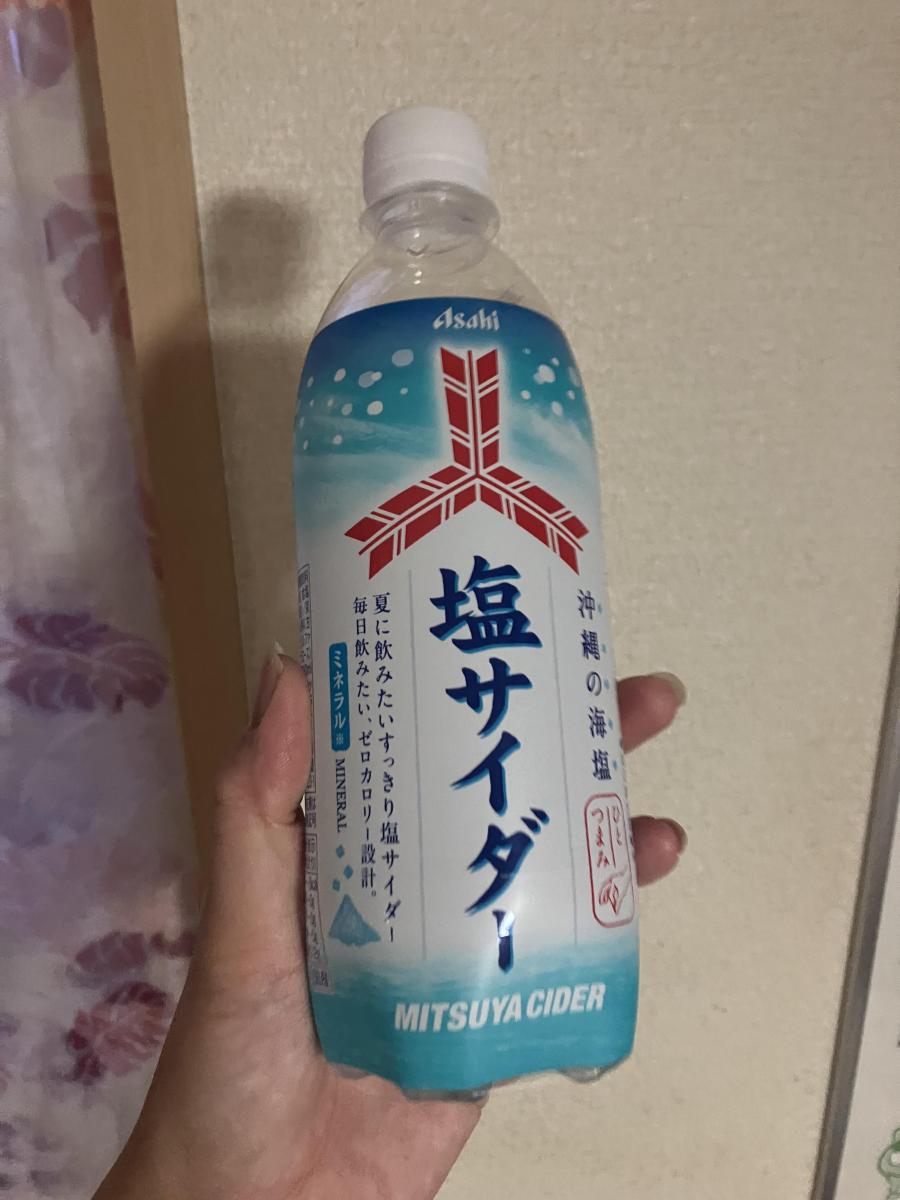 Asahi
塩サイダー
沖縄の海塩
ひと
つまみ
夏に飲みたいすっきり塩サイダー
毎日飲みたい、ゼロカロリー設計。
ミネラル※ MINERAL
MITSUYA CIDER